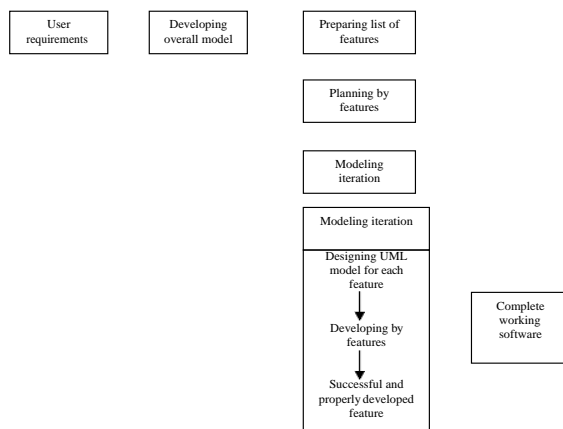 User
requirements
Developing
overall model
Preparing list of
features
Planning by
features
Modeling
iteration
Modeling iteration
Designing UML
model for each
feature
Developing by
features
Successful and
properly developed
feature
Complete
working
software